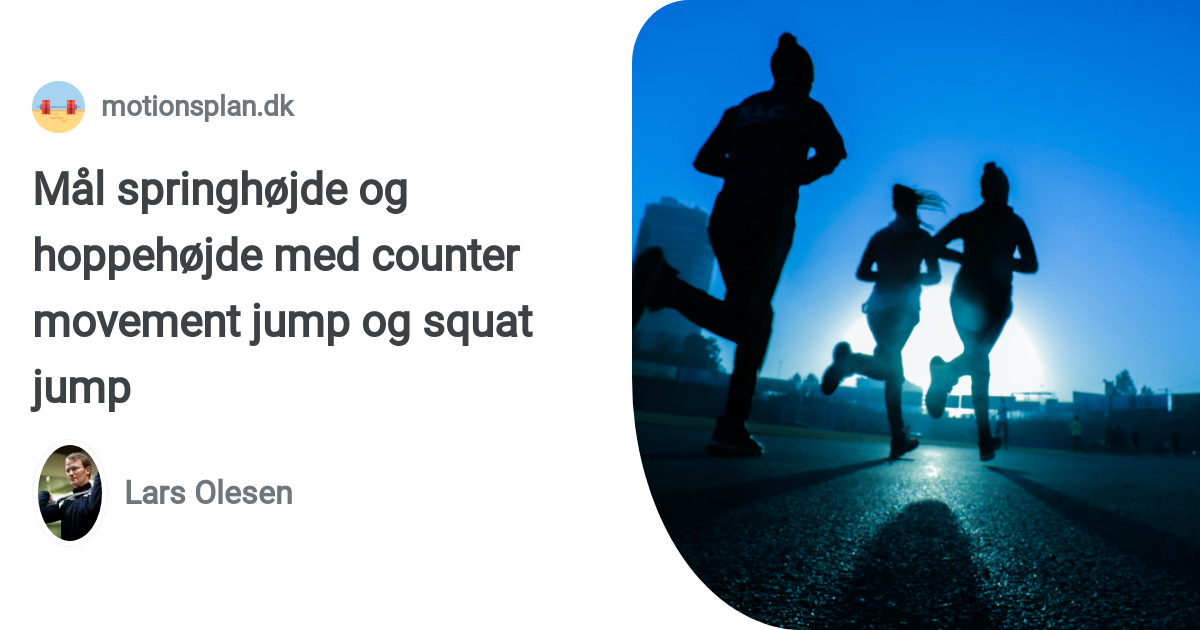 motionsplan.dk
Mål springhøjde og
hoppehøjde med counter
movement jump og squat
jump
Lars Olesen